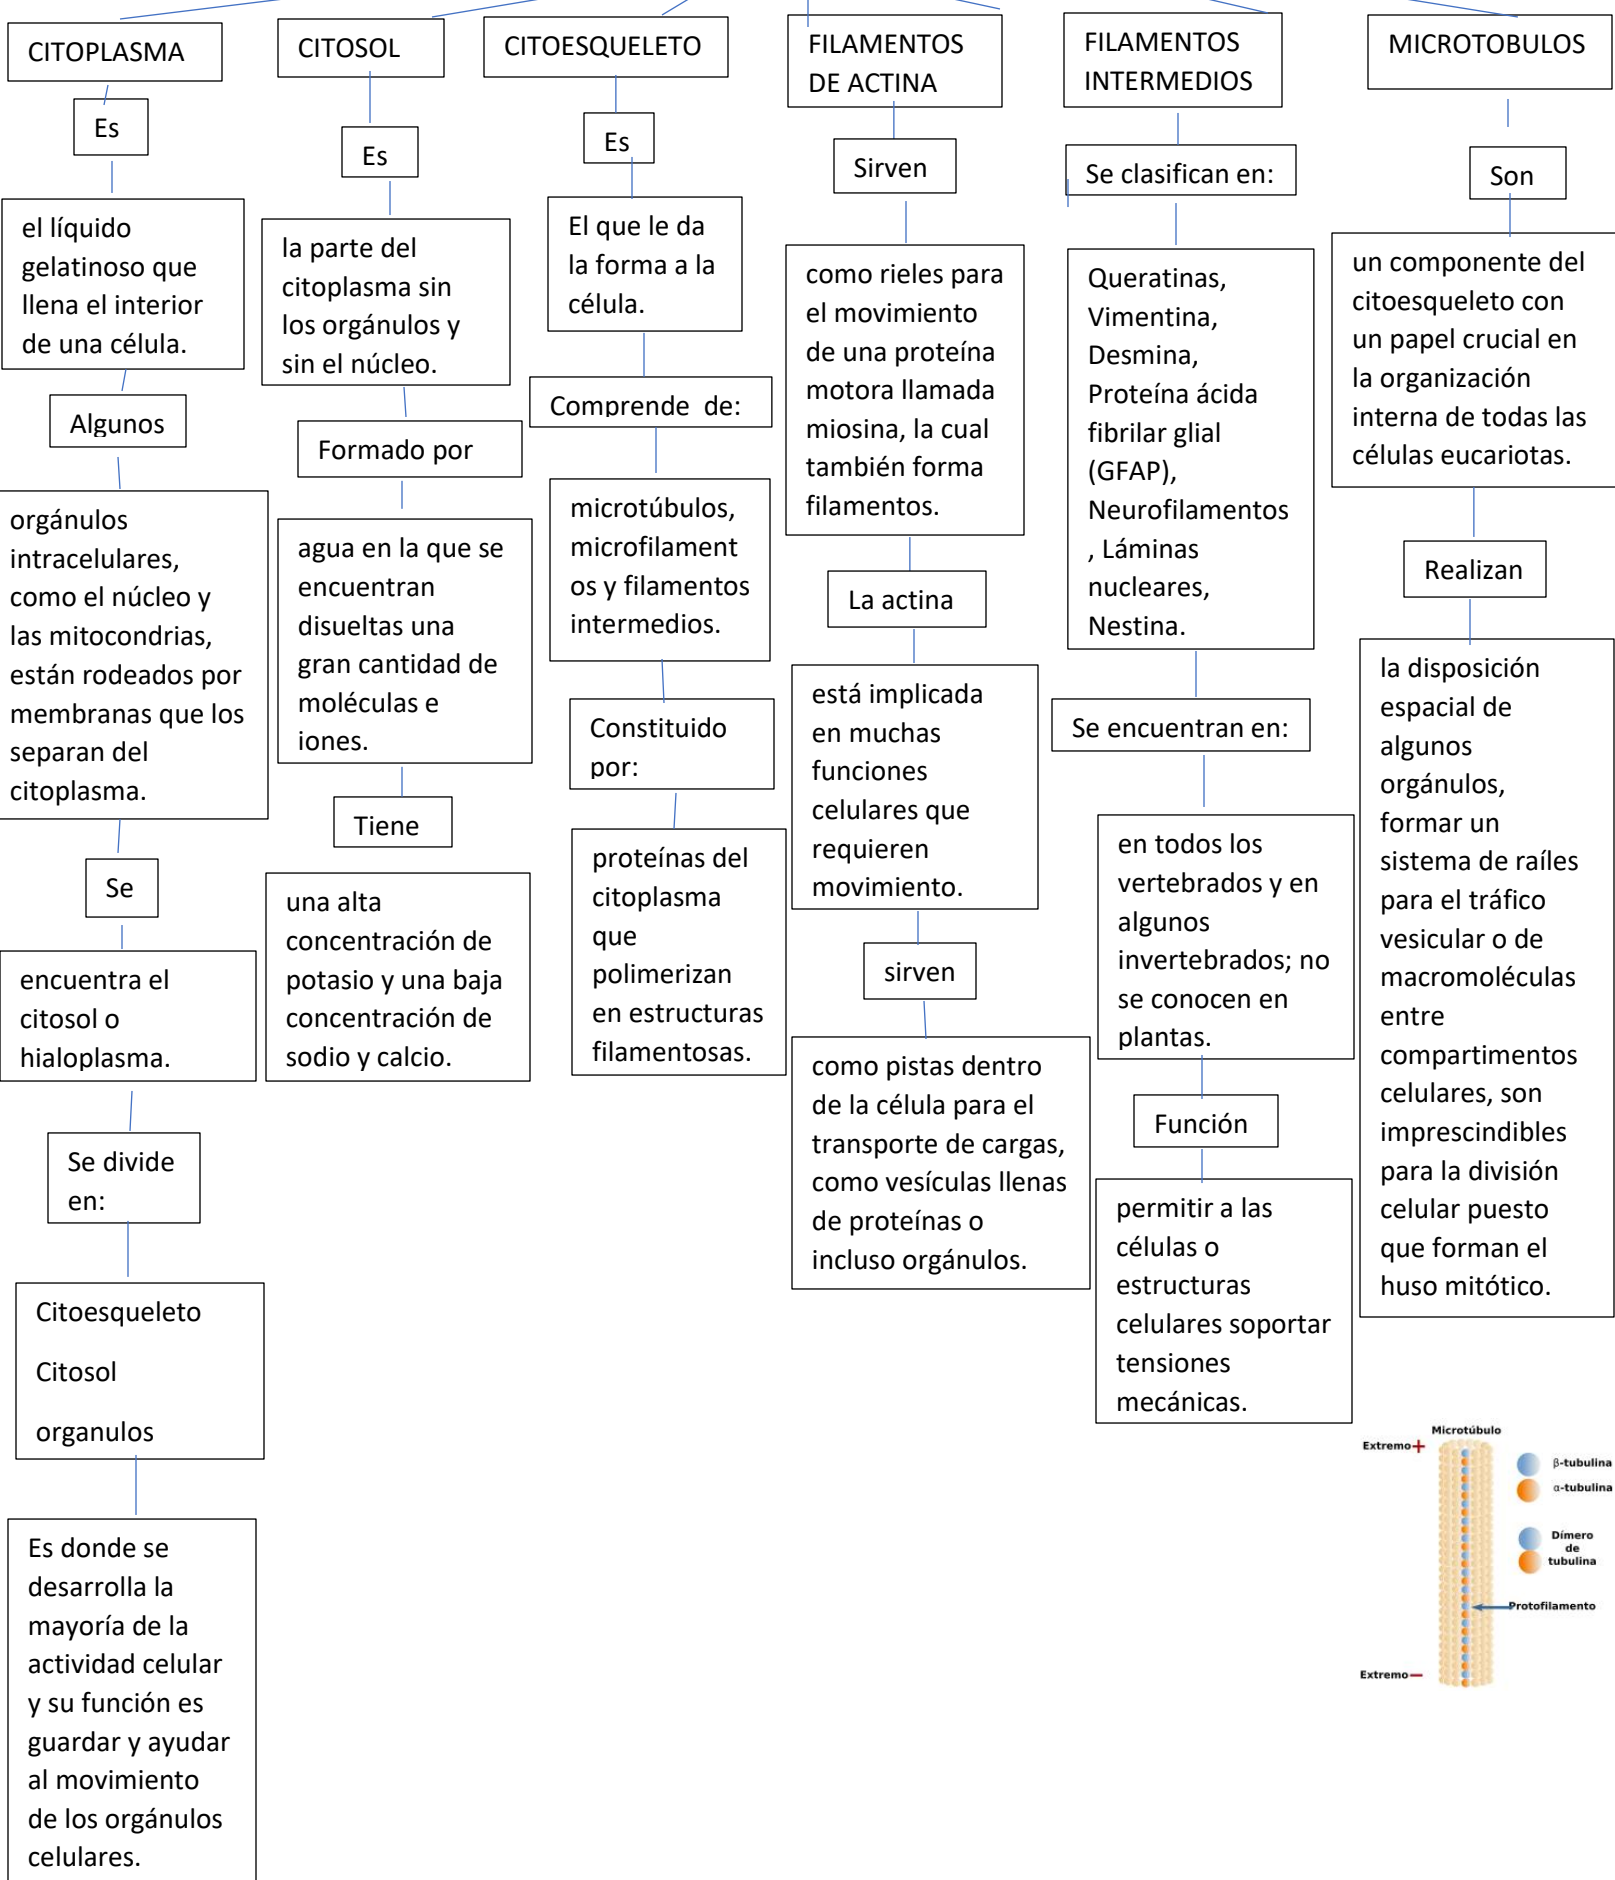 CITOPLASMA
Es
el líquido
gelatinoso que
llena el interior
de una célula.
Algunos
orgánulos
intracelulares,
como el núcleo y
las mitocondrias,
están rodeados por
membranas que los
separan del
citoplasma.
Se
encuentra el
citosol o
hialoplasma.
Se divide
en:
Citoesqueleto
Citosol
organulos
Es donde se
desarrolla la
mayoría de la
actividad celular
y su función es
guardar y ayudar
al movimiento
de los orgánulos
celulares.
CITOSOL
Es
la parte del
citoplasma sin
los orgánulos y
sin el núcleo.
Formado por
agua en la que se
encuentran
disueltas una
gran cantidad de
moléculas e
iones.
Tiene
una alta
concentración de
potasio y una baja
concentración de
sodio y calcio.
CITOESQUELETO
Es
El que le da
la forma a la
célula.
Comprende de:
microtúbulos,
microfilament
os y filamentos
intermedios.
Constituido
por:
proteínas del
citoplasma
que
polimerizan
en estructuras
filamentosas.
FILAMENTOS
DE ACTINA
Sirven
como rieles para
el movimiento
de una proteína
motora llamada
miosina, la cual
también forma
filamentos.
La actina
está implicada
en muchas
funciones
celulares que
requieren
movimiento.
sirven
como pistas dentro
de la célula para el
transporte de cargas,
como vesículas llenas
de proteínas o
incluso orgánulos.
FILAMENTOS
INTERMEDIOS
Se clasifican en:
Queratinas,
Vimentina,
Desmina,
Proteína ácida
fibrilar glial
(GFAP),
Neurofilamentos
, Láminas
nucleares,
Nestina.
Se encuentran en:
en todos los
vertebrados y en
algunos
invertebrados; no
se conocen en
plantas.
Función
permitir a las
células o
estructuras
celulares soportar
tensiones
mecánicas.
MICROTOBULOS
Son
un componente del
citoesqueleto con
un papel crucial en
la organización
interna de todas las
células eucariotas.
Realizan
la disposición
espacial de
algunos
orgánulos,
formar un
sistema de raíles
para el tráfico
vesicular o de
macromoléculas
entre
compartimentos
celulares, son
imprescindibles
para la división
celular puesto
que forman el
huso mitótico.
Microtúbulo
Extremo +
β-tubulina
α-tubulina
Dímero
de
tubulina
Protofilamento
Extremo —